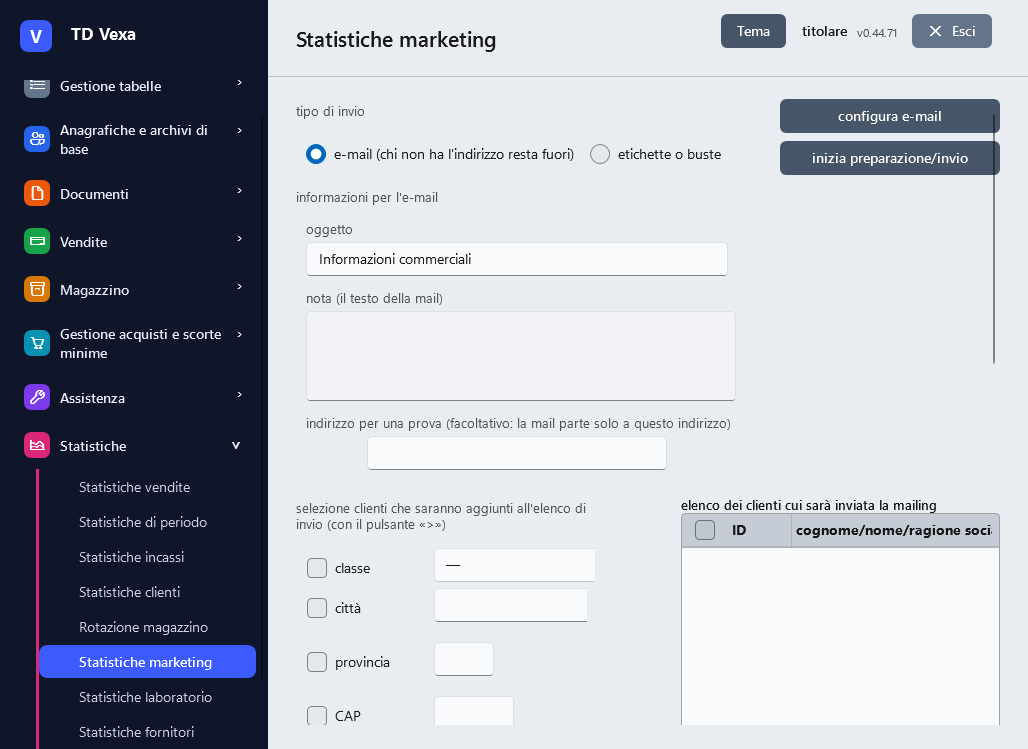 V
TD Vexa
Gestione tabelle
Anagrafiche e archivi di
base
Documenti
Vendite
Magazzino
Gestione acquisti e scorte
minime
Assistenza
Statistiche
Statistiche vendite
Statistiche di periodo
Statistiche incassi
Statistiche clienti
Rotazione magazzino
Statistiche marketing
Statistiche laboratorio
Statistiche fornitori
Statistiche marketing
Tema
titolare
v0.44.71
Esci
tipo di invio
e-mail (chi non ha l'indirizzo resta fuori)
etichette o buste
configura e-mail
inizia preparazione/invio
informazioni per l'e-mail
oggetto
Informazioni commerciali
nota (il testo della mail)
indirizzo per una prova (facoltativo: la mail parte solo a questo indirizzo)
selezione clienti che saranno aggiunti all'elenco di
invio (con il pulsante «>»)
classe
—
città
provincia
CAP
elenco dei clienti cui sarà inviata la mailing
ID
cognome/nome/ragione soci